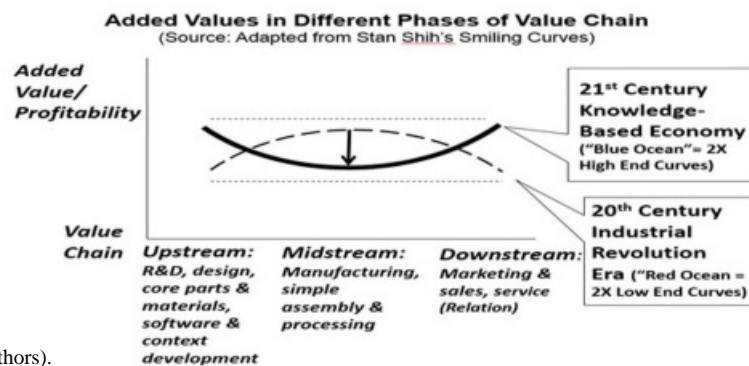 Added Values in Different Phases of Value Chain
(Source: Adapted from Stan Shih's Smiling Curves)
Added
Value/
Profitability
21st Century
Knowledge-
Based Economy
("Blue Ocean"= 2X
High End Curves)
20th Century
Industrial
Revolution
Era ("Red Ocean =
2X Low End Curves)
Value
Chain
Upstream:
R&D, design,
core parts &
materials,
software &
context
development
Midstream:
Manufacturing,
simple
assembly &
processing
Downstream:
Marketing &
sales, service
(Relation)
thors).